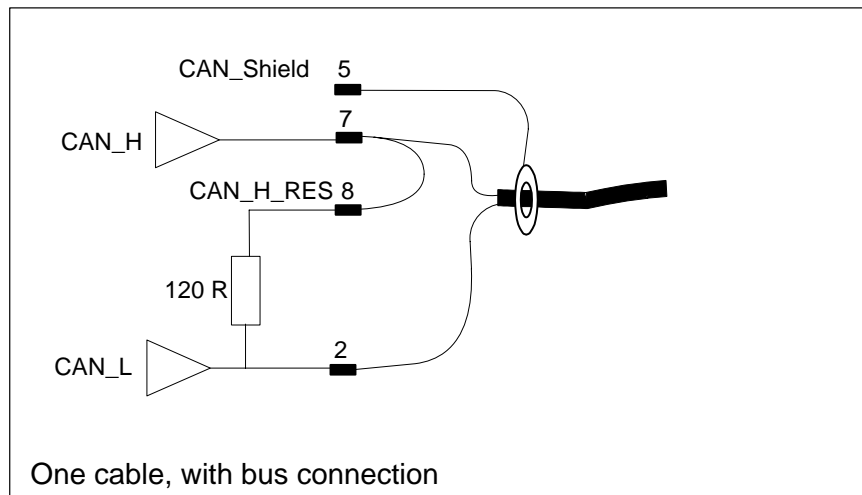 CAN_Shield 5
7
CAN_H
CAN_H_RES 8
120 R
2
CAN_L
One cable, with bus connection